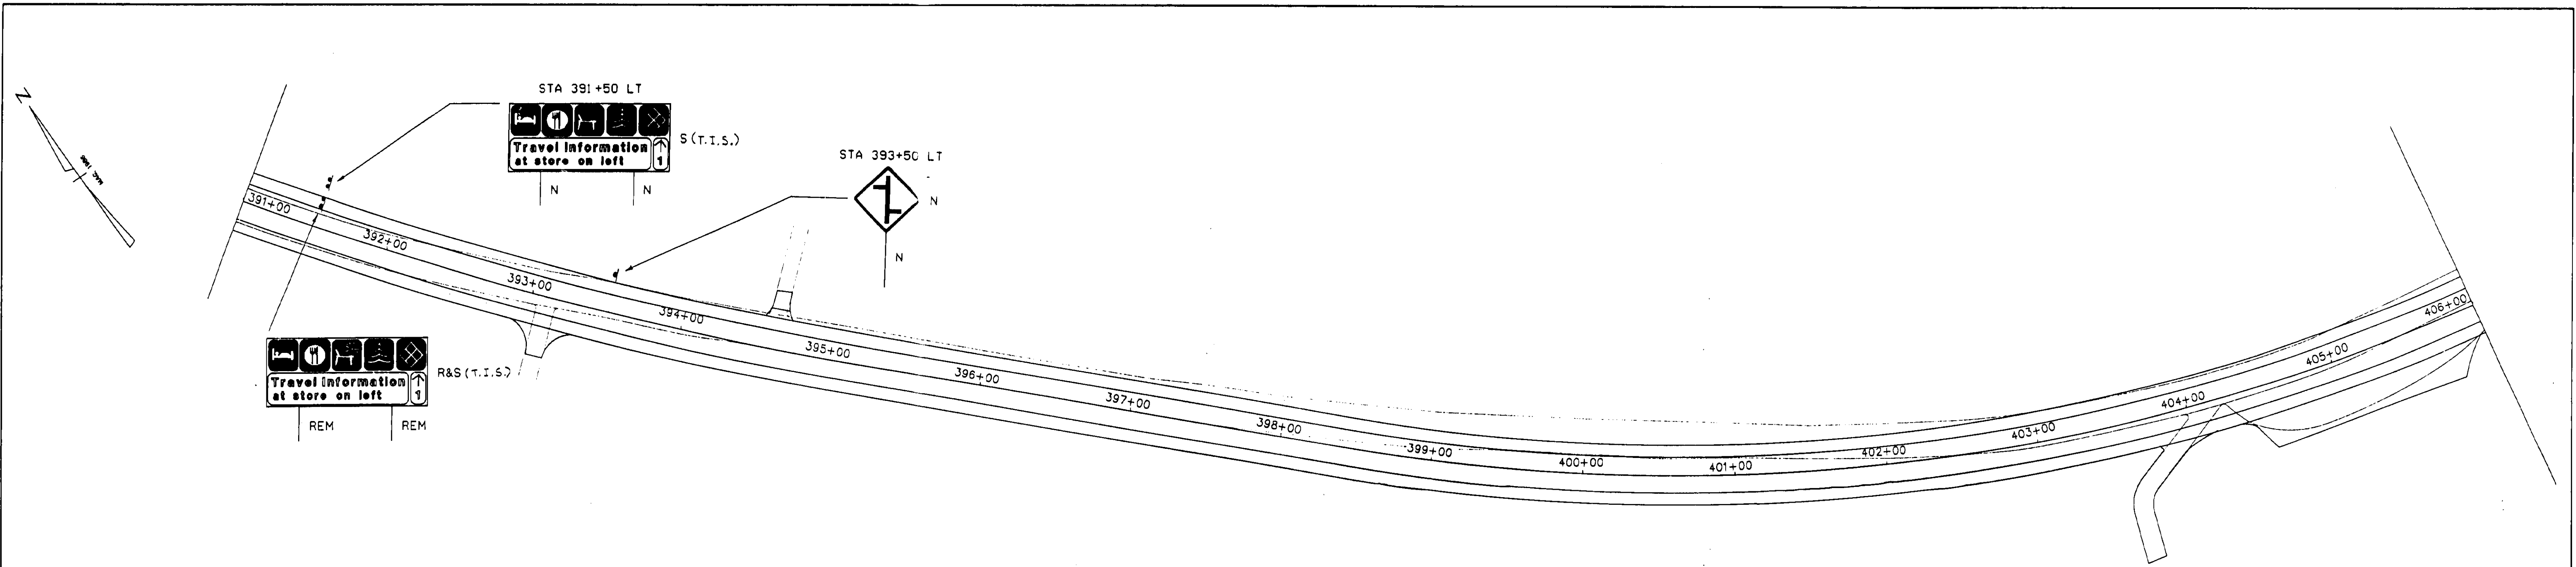 STA 391+50 LT
Travel Information
at store on left
1
S (T.I.S.)
N
N
STA 393+50 LT
N
N
Z
MAG 1986
391+00
392+00
393+00
394+00
395+00
396+00
397+00
398+00
399+00
400+00
401+00
402+00
403+00
404+00
405+00
406+00
Travel Information
at store on left
1
R&S (T.I.S.)
REM
REM